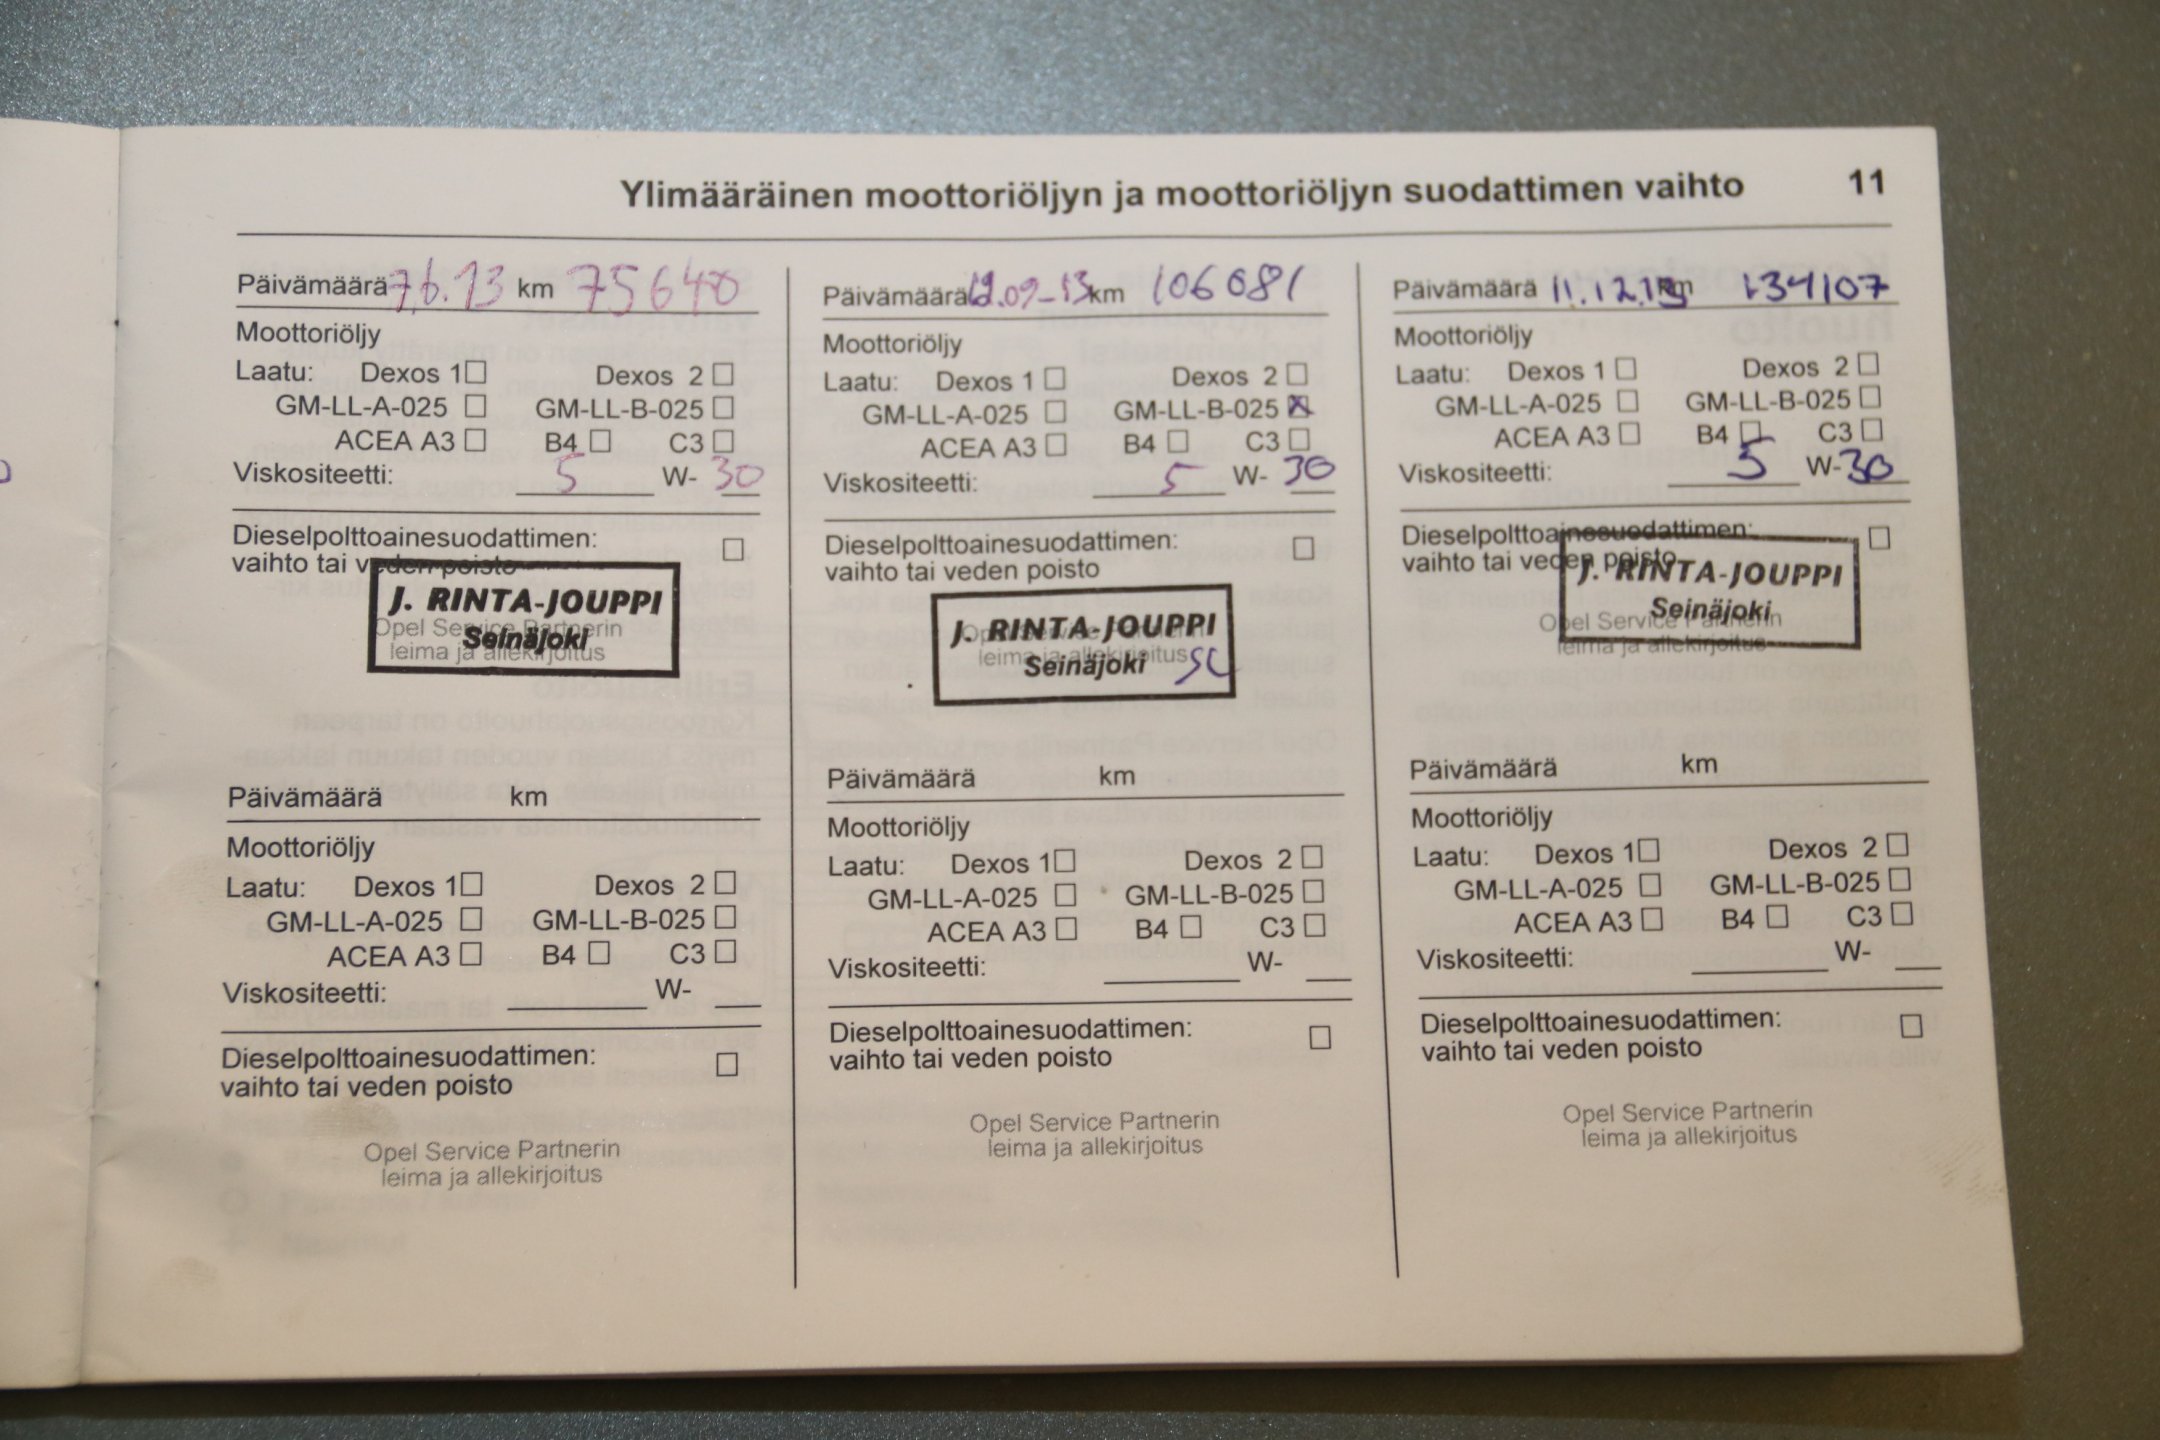 Ylimääräinen moottoriöljyn ja moottoriöljyn suodattimen vaihto 11
Päivämäärä 7.6.13 km 75640
Moottoriöljy
Laatu: Dexos 1 Dexos 2
GM-LL-A-025 GM-LL-B-025
ACEA A3 B4 C3
Viskositeetti: 5 W- 30
Dieselpolttoainesuodattimen:
vaihto tai veden poisto
J. RINTA-JOUPPI
Opel Service Partnerin
Seinäjoki
leima ja allekirjoitus
Päivämäärä km
Moottoriöljy
Laatu: Dexos 1 Dexos 2
GM-LL-A-025 GM-LL-B-025
ACEA A3 B4 C3
Viskositeetti: W-
Dieselpolttoainesuodattimen:
vaihto tai veden poisto
Opel Service Partnerin
leima ja allekirjoitus
Päivämäärä km 106081
Moottoriöljy
Laatu: Dexos 1 Dexos 2
GM-LL-A-025 GM-LL-B-025 x
ACEA A3 B4 C3
Viskositeetti: 5 W- 30
Dieselpolttoainesuodattimen:
vaihto tai veden poisto
J. RINTA-JOUPPI
leima ja allekirjoitus
Seinäjoki
Päivämäärä km
Moottoriöljy
Laatu: Dexos 1 Dexos 2
GM-LL-A-025 GM-LL-B-025
ACEA A3 B4 C3
Viskositeetti: W-
Dieselpolttoainesuodattimen:
vaihto tai veden poisto
Opel Service Partnerin
leima ja allekirjoitus
Päivämäärä 11.12.13 km 134107
Moottoriöljy
Laatu: Dexos 1 Dexos 2
GM-LL-A-025 GM-LL-B-025
ACEA A3 B4 C3
Viskositeetti: 5 W- 30
Dieselpolttoainesuodattimen:
vaihto tai veden poisto
J. RINTA-JOUPPI
Seinäjoki
Opel Service Partnerin
leima ja allekirjoitus
Päivämäärä km
Moottoriöljy
Laatu: Dexos 1 Dexos 2
GM-LL-A-025 GM-LL-B-025
ACEA A3 B4 C3
Viskositeetti: W-
Dieselpolttoainesuodattimen:
vaihto tai veden poisto
Opel Service Partnerin
leima ja allekirjoitus